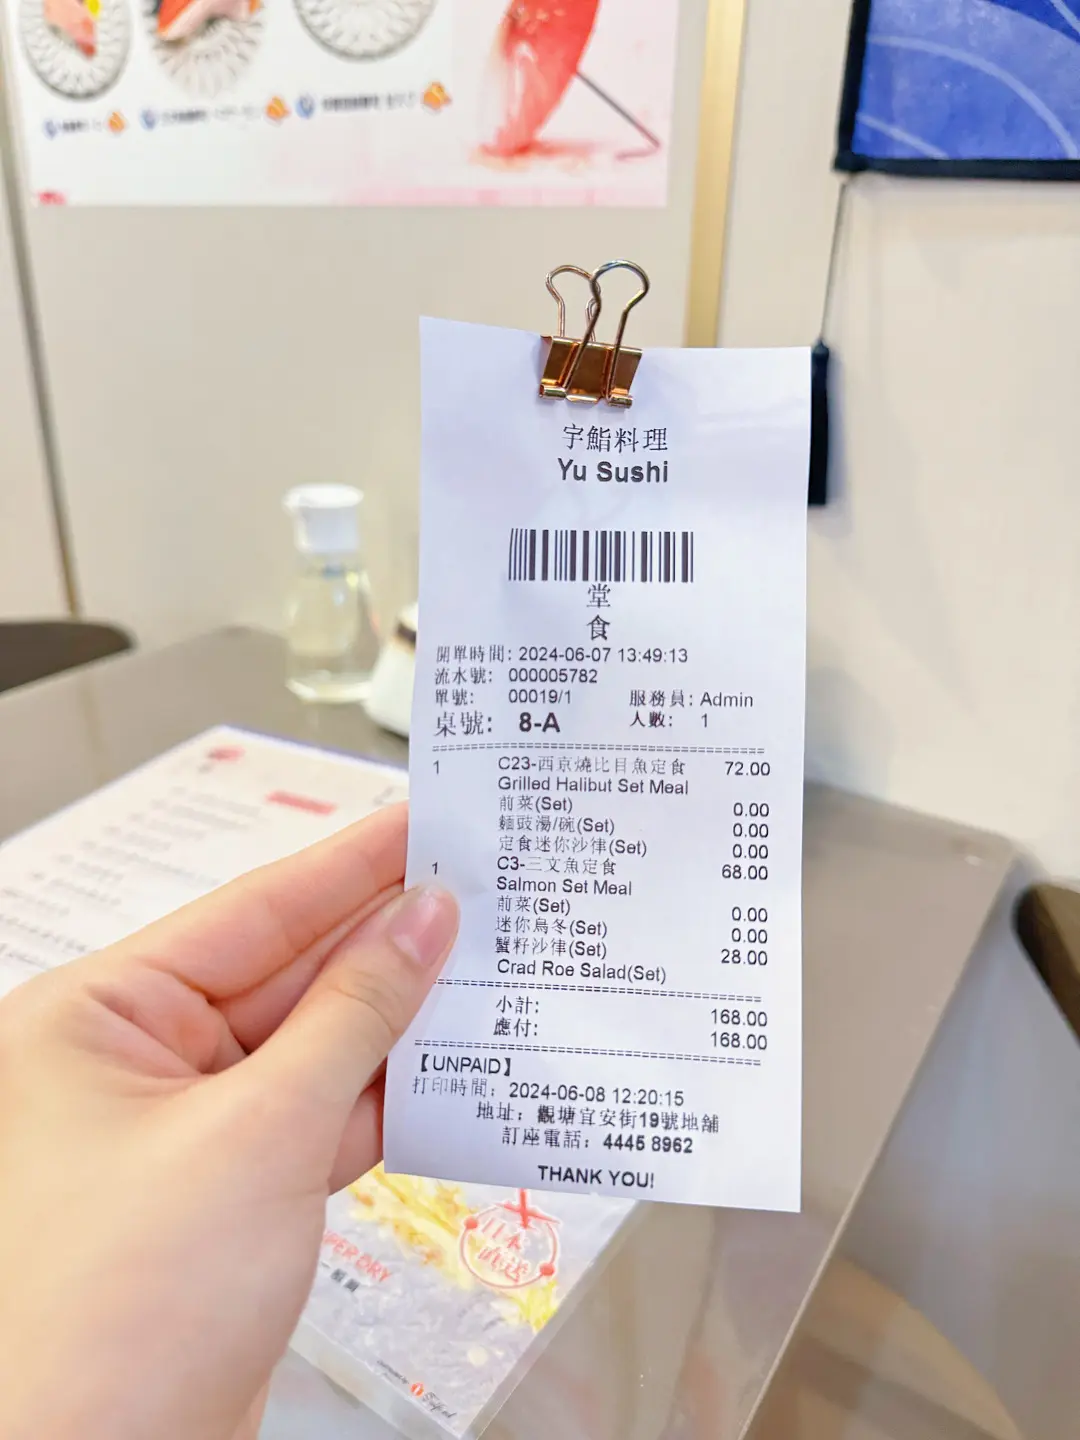 宇鮨料理
Yu Sushi
堂
食
開單時間: 2024-06-07 13:49:13
流水號: 000005782
單號: 00019/1 服務員: Admin
桌號: 8-A 人數: 1
1 C23-西京燒比目魚定食 72.00
Grilled Halibut Set Meal
前菜(Set) 0.00
麵豉湯/碗(Set) 0.00
定食迷你沙律(Set) 0.00
1 C3-三文魚定食 68.00
Salmon Set Meal
前菜(Set) 0.00
迷你烏冬(Set) 0.00
蟹籽沙律(Set) 28.00
Crad Roe Salad(Set)
小計: 168.00
應付: 168.00
【UNPAID】
打印時間: 2024-06-08 12:20:15
地址: 觀塘宜安街19號地舖
訂座電話: 4445 8962
THANK YOU!
日本
直送
PER DRY